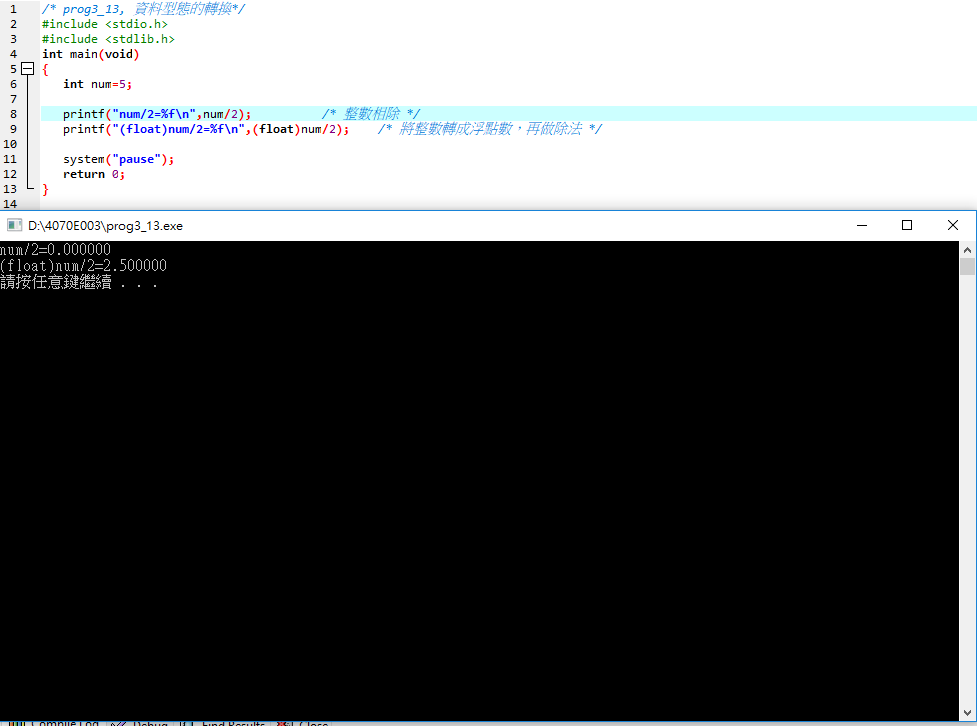 1 /* prog3_13, 資料型態的轉換*/
2 #include <stdio.h>
3 #include <stdlib.h>
4 int main(void)
5 {
6 int num=5;
7
8 printf("num/2=%f\n",num/2); /* 整數相除 */
9 printf("(float)num/2=%f\n",(float)num/2); /* 將整數轉成浮點數，再做除法 */
10
11 system("pause");
12 return 0;
13 }
14
D:\4070E003\prog3_13.exe
num/2=0.000000
(float)num/2=2.500000
請按任意鍵繼續 . . .
Compile Log Debug Find Results Close